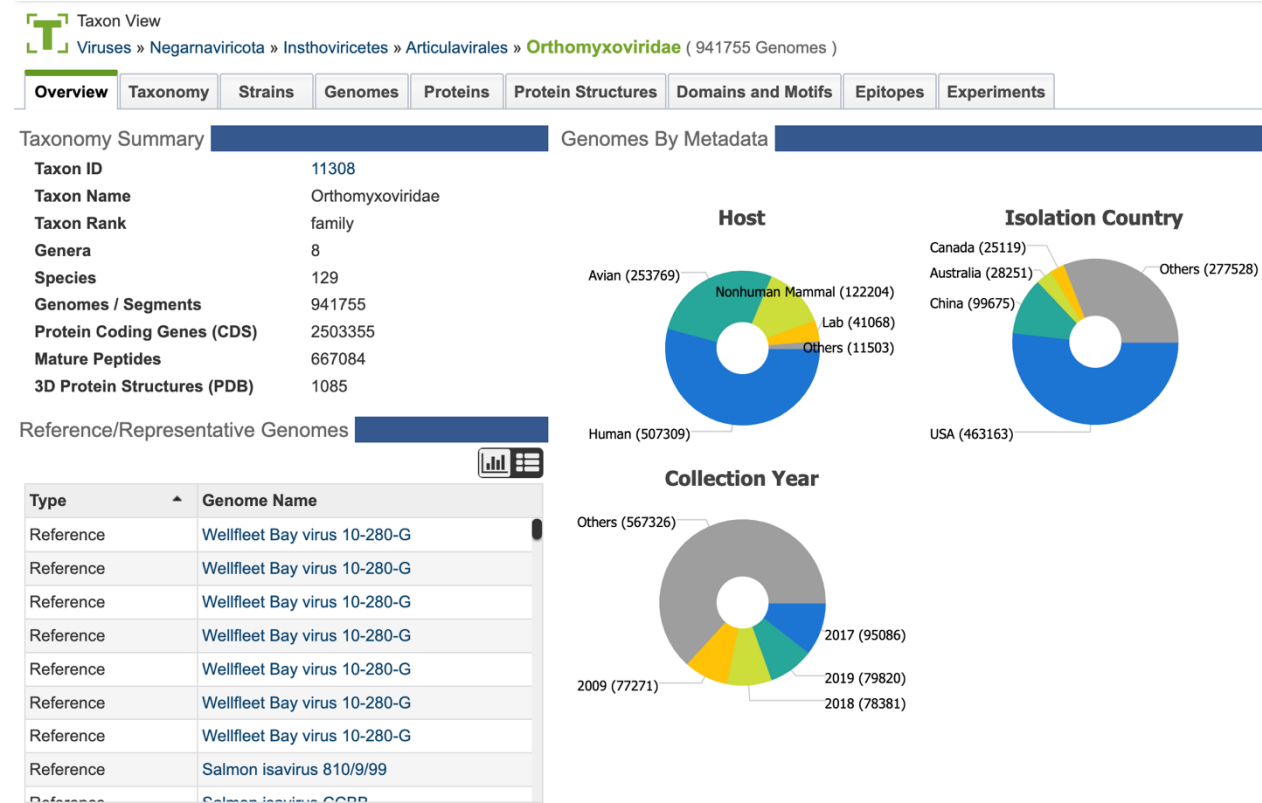 Taxon View
Viruses » Negarnaviricota » Insthoviricetes » Articulavirales » Orthomyxoviridae ( 941755 Genomes )
Overview Taxonomy Strains Genomes Proteins Protein Structures Domains and Motifs Epitopes Experiments
Taxonomy Summary
Taxon ID 11308
Taxon Name Orthomyxoviridae
Taxon Rank family
Genera 8
Species 129
Genomes / Segments 941755
Protein Coding Genes (CDS) 2503355
Mature Peptides 667084
3D Protein Structures (PDB) 1085
Reference/Representative Genomes
Type Genome Name
Reference Wellfleet Bay virus 10-280-G
Reference Wellfleet Bay virus 10-280-G
Reference Wellfleet Bay virus 10-280-G
Reference Wellfleet Bay virus 10-280-G
Reference Wellfleet Bay virus 10-280-G
Reference Wellfleet Bay virus 10-280-G
Reference Wellfleet Bay virus 10-280-G
Reference Salmon isavirus 810/9/99
Reference Salmon isavirus CCBB
Genomes By Metadata
Host
Avian (253769)
Nonhuman Mammal (122204)
Lab (41068)
Others (11503)
Human (507309)
Isolation Country
Canada (25119)
Australia (28251)
China (99675)
Others (277528)
USA (463163)
Collection Year
Others (567326)
2017 (95086)
2019 (79820)
2018 (78381)
2009 (77271)